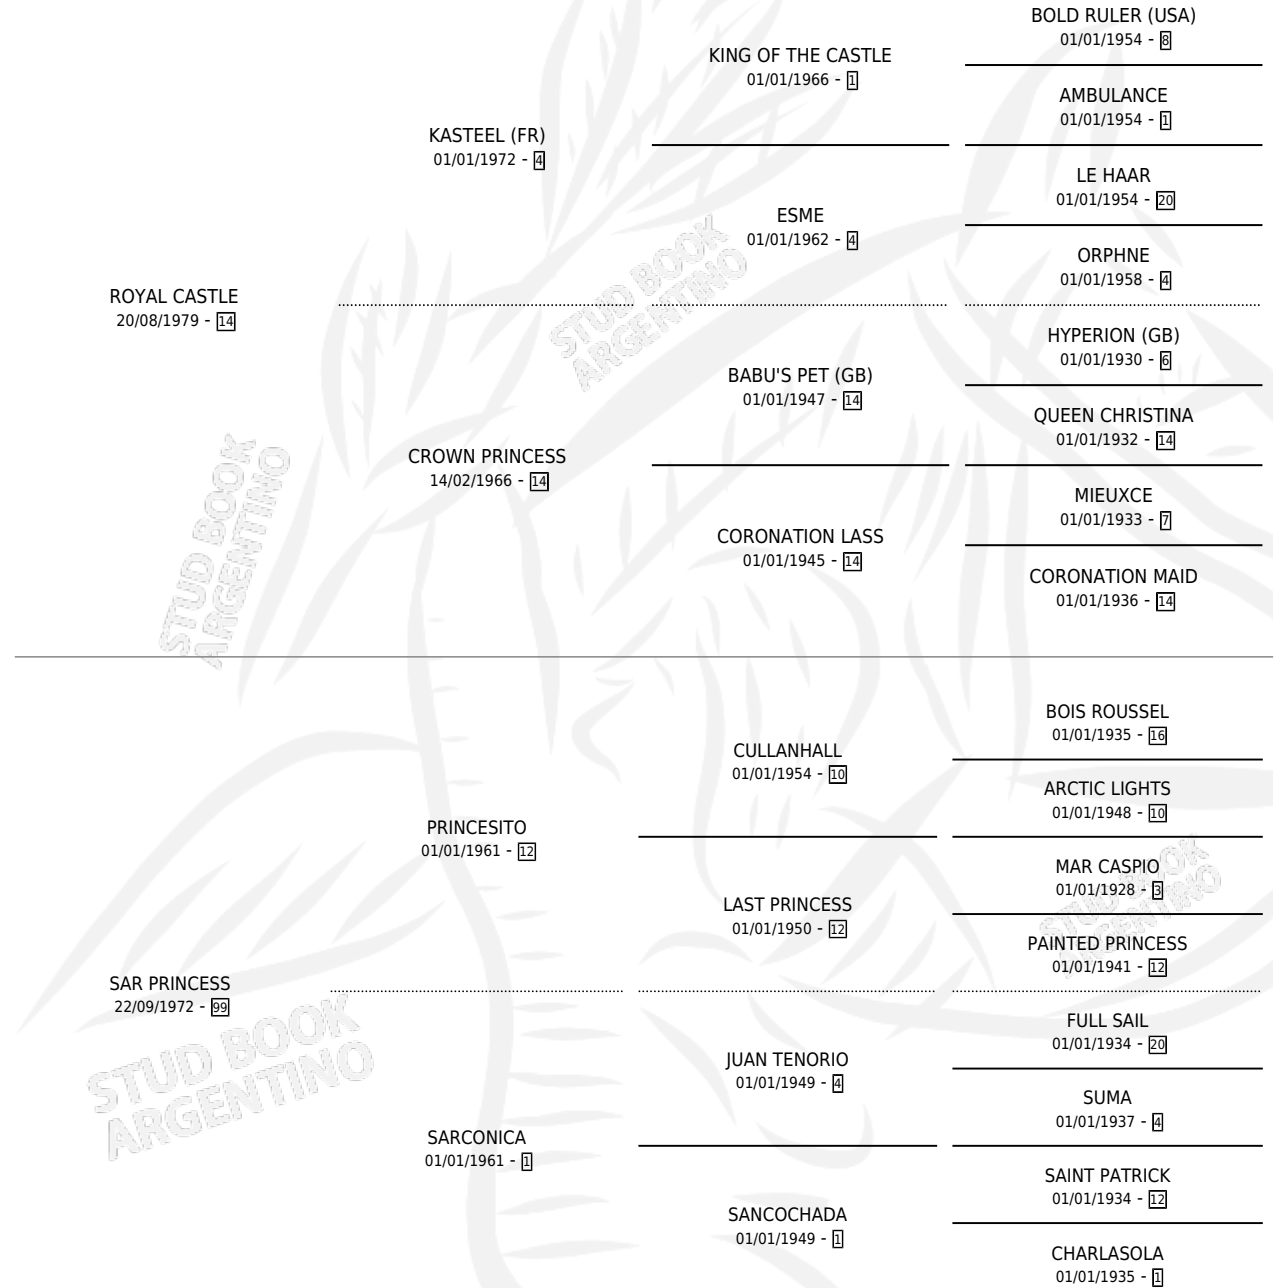 BOLD RULER (USA)
01/01/1954 - 8
KING OF THE CASTLE
01/01/1966 - 1
AMBULANCE
01/01/1954 - 1
KASTEEL (FR)
01/01/1972 - 4
LE HAAR
01/01/1954 - 20
ESME
01/01/1962 - 4
ORPHNE
01/01/1958 - 4
ROYAL CASTLE
20/08/1979 - 14
STUD BOOK
ARGENTINO
HYPERION (GB)
01/01/1930 - 6
BABU'S PET (GB)
01/01/1947 - 14
QUEEN CHRISTINA
01/01/1932 - 14
CROWN PRINCESS
14/02/1966 - 14
MIEUXCE
01/01/1933 - 7
CORONATION LASS
01/01/1945 - 14
CORONATION MAID
01/01/1936 - 14
STUD BOOK
ARGENTINO
BOIS ROUSSEL
01/01/1935 - 16
CULLANHALL
01/01/1954 - 10
ARCTIC LIGHTS
01/01/1948 - 10
PRINCESITO
01/01/1961 - 12
MAR CASPIO
01/01/1928 - 3
LAST PRINCESS
01/01/1950 - 12
PAINTED PRINCESS
01/01/1941 - 12
STUD BOOK
ARGENTINO
SAR PRINCESS
22/09/1972 - 99
FULL SAIL
01/01/1934 - 20
JUAN TENORIO
01/01/1949 - 4
SUMA
01/01/1937 - 4
STUD BOOK
ARGENTINO
SARCONICA
01/01/1961 - 1
SAINT PATRICK
01/01/1934 - 12
SANCOCHADA
01/01/1949 - 1
CHARLASOLA
01/01/1935 - 1